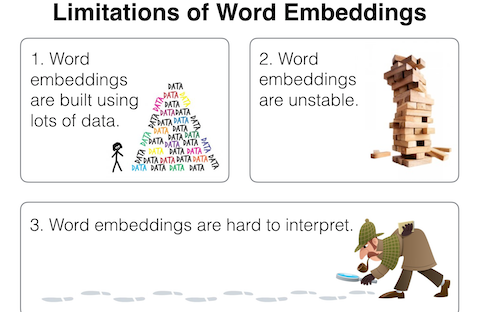 Limitations of Word Embeddings
1. Word
embeddings
are built using
lots of data.
DATA
DATA DATA
DATA DATA
DATA DATA
DATA DATA DATA
DATA DATA DATA DATA
DATA DATA DATA
DATA DATA DATA DATA
DATA DATA DATA DATA
DATA DATA DATA DATA DATA
DATA DATA DATA DATA DATA
2. Word
embeddings
are unstable.
3. Word embeddings are hard to interpret.